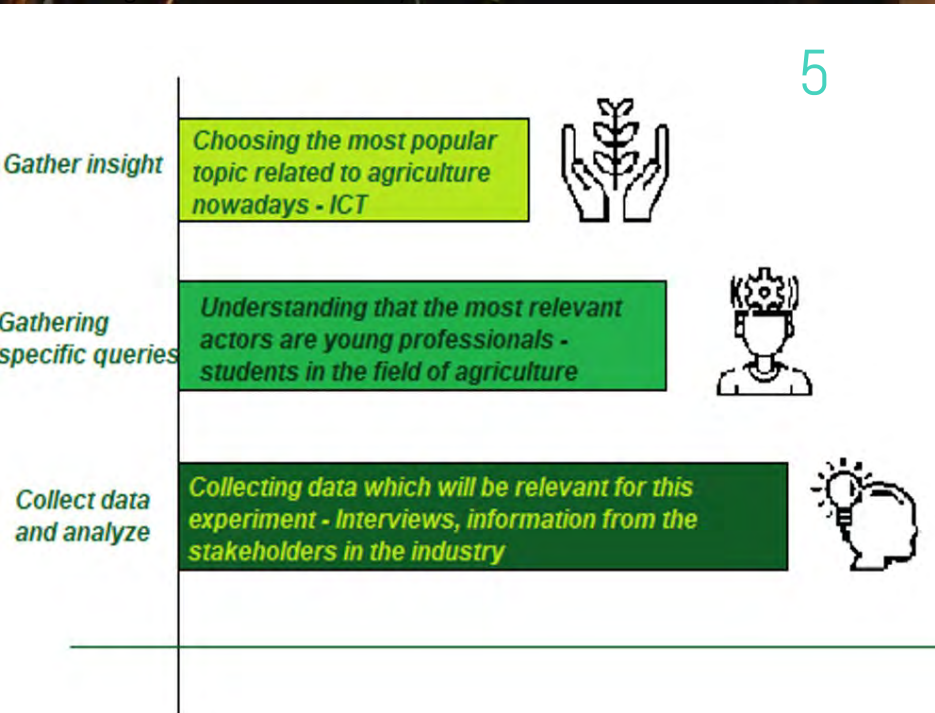 5
Gather insight
Choosing the most popular
topic related to agriculture
nowadays - ICT
Gathering
specific queries
Understanding that the most relevant
actors are young professionals -
students in the field of agriculture
Collect data
and analyze
Collecting data which will be relevant for this
experiment - Interviews, information from the
stakeholders in the industry